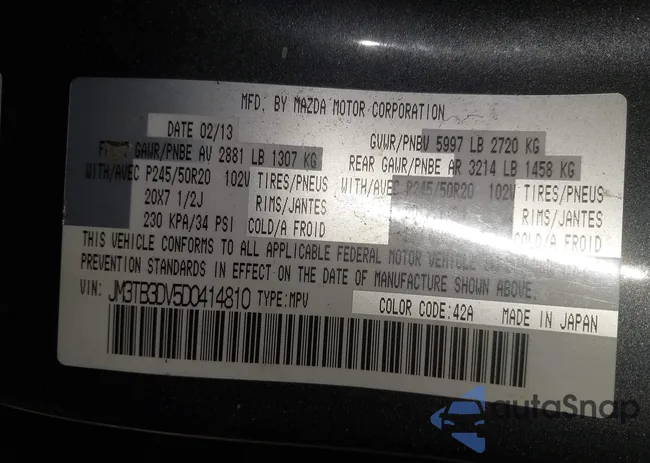 MFD. BY MAZDA MOTOR CORPORATION
DATE 02/13 GVWR/PNBV 5997 LB 2720 KG
GAWR/PNBE AV 2881 LB 1307 KG REAR GAWR/PNBE AR 3214 LB 1458 KG
WITH/AVEC P245/50R20 102V TIRES/PNEUS WITH/AVEC P245/50R20 102V TIRES/PNEUS
20X7 1/2J RIMS/JANTES RIMS/JANTES
230 KPA/34 PSI COLD/A FROID COLD/A FROID
THIS VEHICLE CONFORMS TO ALL APPLICABLE FEDERAL MOTOR VEHICLE
PREVENTION STANDARDS IN EFFECT ON THE DATE OF MANUFACTURE SHOWN ABOVE.
VIN: JM3TB3DV5D0414810 TYPE:MPV
COLOR CODE:42A MADE IN JAPAN
autoSnap